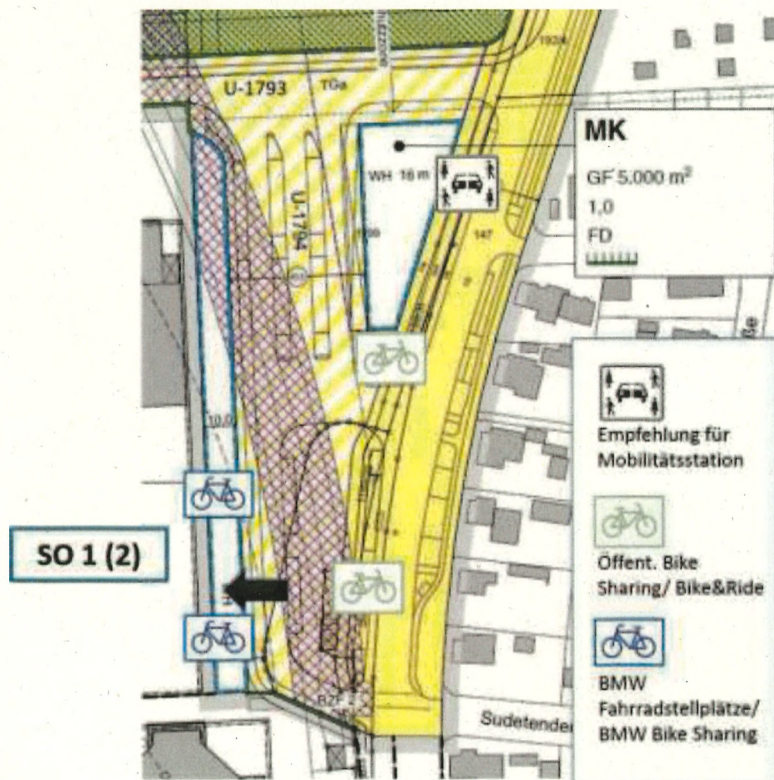 U-1793
TGa
MK
GF 5.000 m²
1,0
FD
WH 16 m
U-1794
147
10,0
SO 1 (2)
Sudetende
Empfehlung für
Mobilitätsstation
Öffent. Bike
Sharing/ Bike&Ride
BMW
Fahrradstellplätze/
BMW Bike Sharing